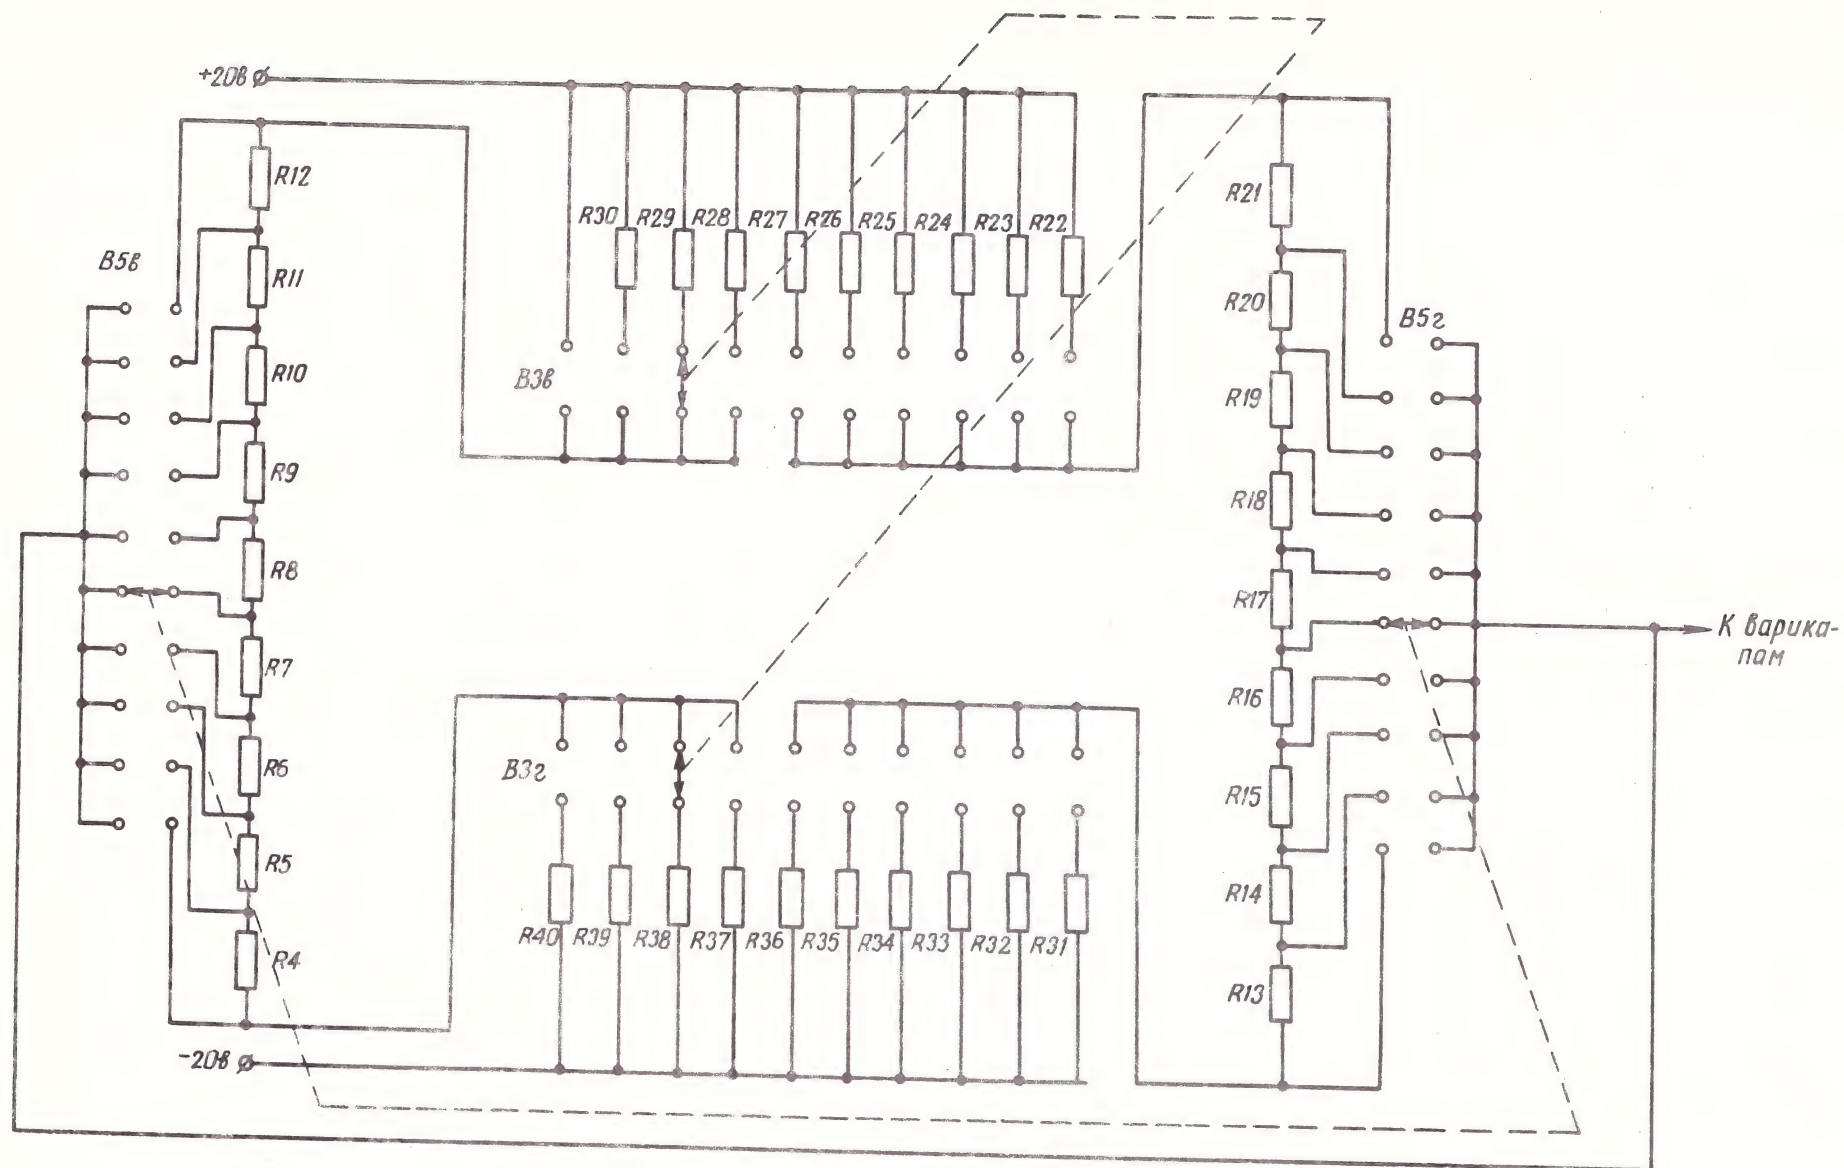 +20в
R12
R30 R29 R28 R27 R26 R25 R24 R23 R22
R21
В5в
R11
R20
В5г
R10
В3в
R19
R9
R18
R8
R17
К варика-
пам
R7
R16
R6
В3г
R15
R5
R14
R40 R39 R38 R37 R36 R35 R34 R33 R32 R31
R4
R13
-20в